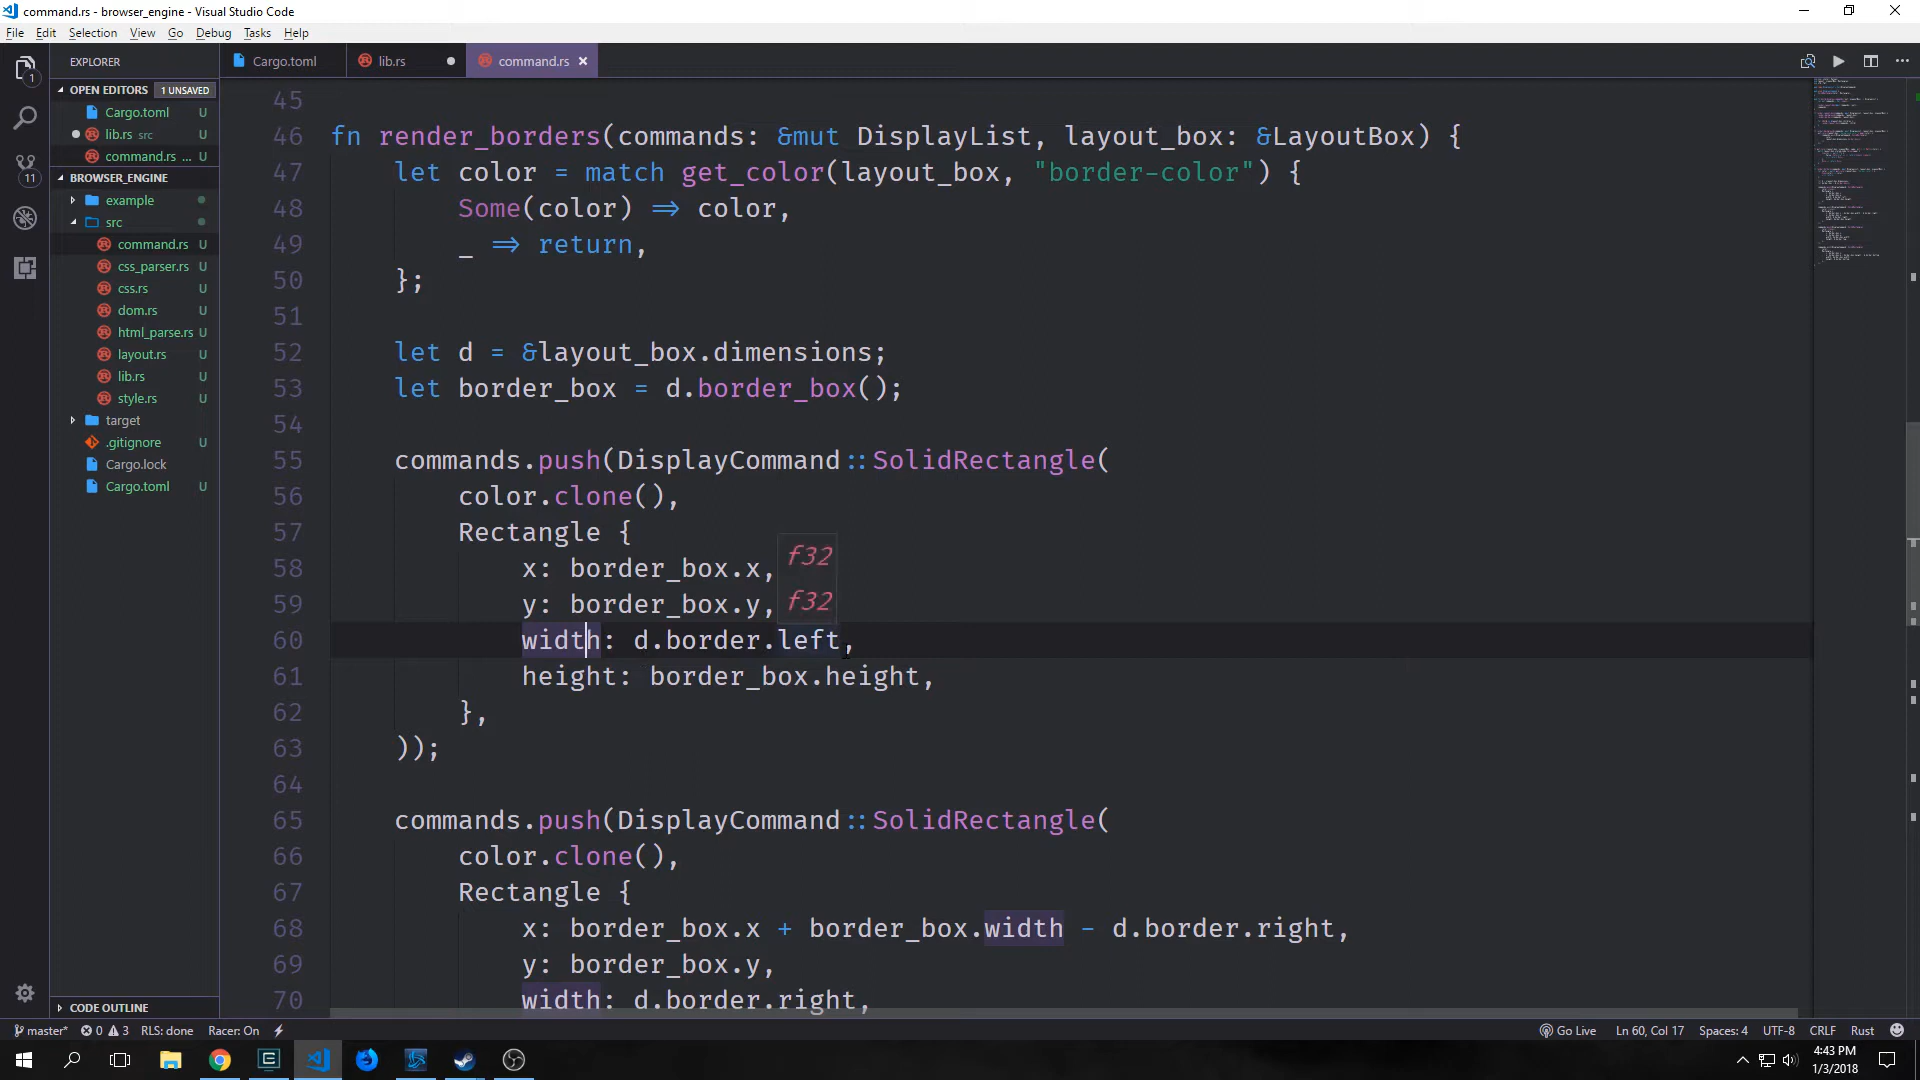 command.rs - browser_engine - Visual Studio Code
File Edit Selection View Go Debug Tasks Help
EXPLORER
OPEN EDITORS 1 UNSAVED
Cargo.toml U
lib.rs src U
command.rs ... U
BROWSER_ENGINE
example
src
command.rs U
css_parser.rs U
css.rs U
dom.rs U
html_parse.rs U
layout.rs U
lib.rs U
style.rs U
target
.gitignore U
Cargo.lock
Cargo.toml U
CODE OUTLINE
1
11
Cargo.toml lib.rs command.rs
45
46 fn render_borders(commands: &mut DisplayList, layout_box: &LayoutBox) {
47 let color = match get_color(layout_box, "border-color") {
48 Some(color) => color,
49 _ => return,
50 };
51
52 let d = &layout_box.dimensions;
53 let border_box = d.border_box();
54
55 commands.push(DisplayCommand::SolidRectangle(
56 color.clone(),
57 Rectangle {
58 x: border_box.x,
f32
59 y: border_box.y,
f32
60 width: d.border.left,
61 height: border_box.height,
62 },
63 ));
64
65 commands.push(DisplayCommand::SolidRectangle(
66 color.clone(),
67 Rectangle {
68 x: border_box.x + border_box.width - d.border.right,
69 y: border_box.y,
70 width: d.border.right,
master* 0 3 RLS: done Racer: On Go Live Ln 60, Col 17 Spaces: 4 UTF-8 CRLF Rust
4:43 PM
1/3/2018